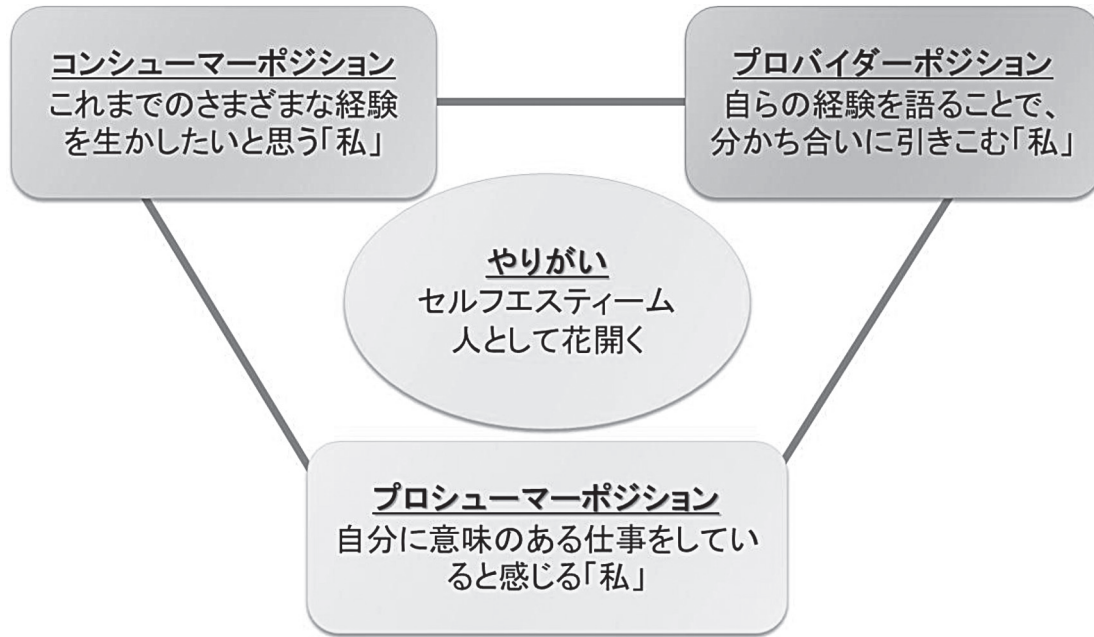 コンシューマーポジション
これまでのさまざまな経験
を生かしたいと思う「私」
プロバイダーポジション
自らの経験を語ることで、
分かち合いに引きこむ「私」
やりがい
セルフエスティーム
人として花開く
プロシューマーポジション
自分に意味のある仕事をしてい
ると感じる「私」